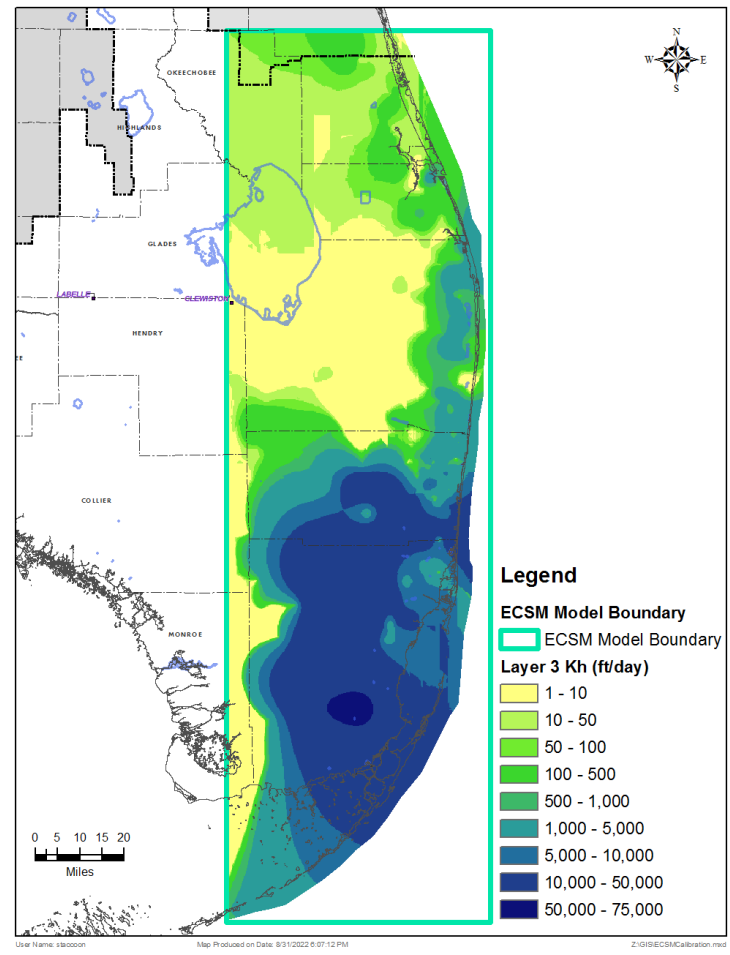 N
W E
S
OKEECHOBEE
HIGHLANDS
GLADES
LABELLE
CLEWISTON
HENDRY
EE
COLLIER
MONROE
Legend
ECSM Model Boundary
ECSM Model Boundary
Layer 3 Kh (ft/day)
1 - 10
10 - 50
50 - 100
100 - 500
500 - 1,000
1,000 - 5,000
5,000 - 10,000
10,000 - 50,000
50,000 - 75,000
0 5 10 15 20
Miles
User Name: staccoon
Map Produced on Date: 8/31/2022 6:07:12 PM
Z:\GIS\ECSMCalibration.mxd